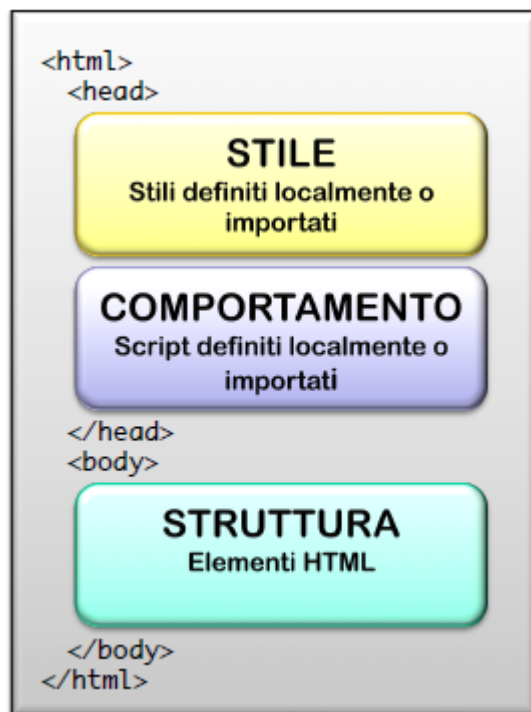 <html>
<head>
STILE
Stili definiti localmente o
importati
COMPORTAMENTO
Script definiti localmente o
importati
</head>
<body>
STRUTTURA
Elementi HTML
</body>
</html>